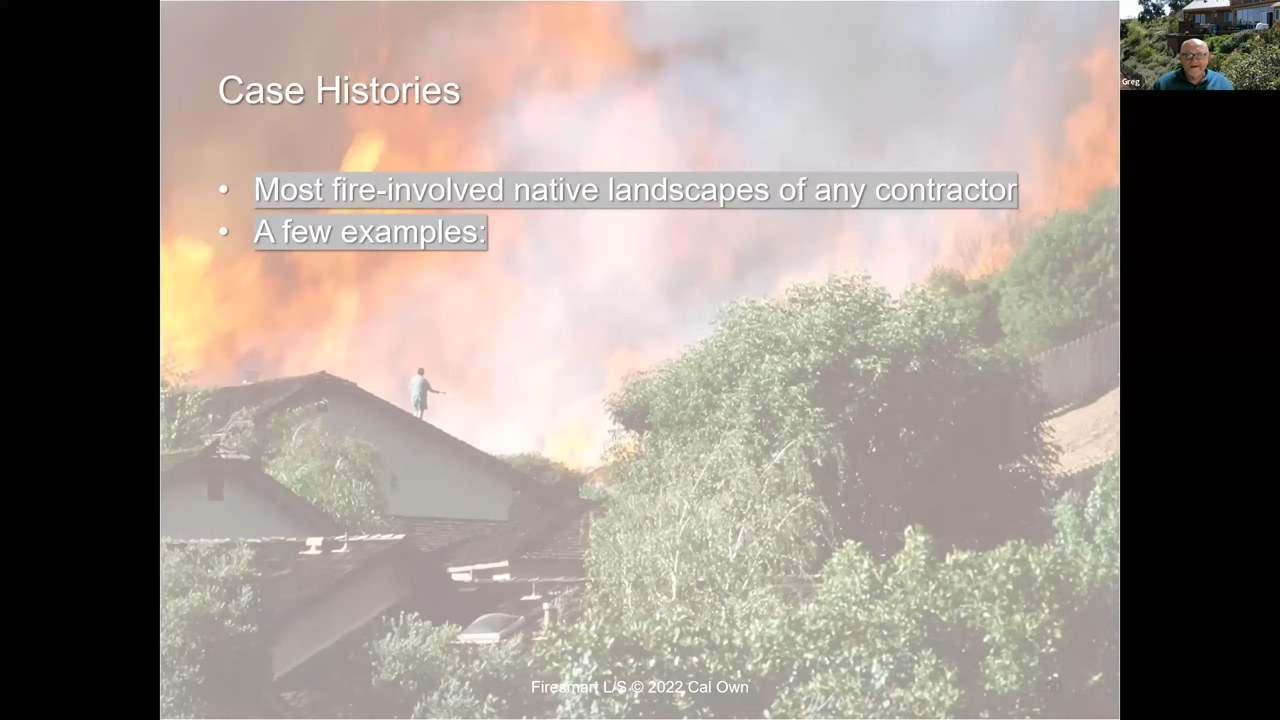 Case Histories
• Most fire-involved native landscapes of any contractor
• A few examples:
Firesmart L/S © 2022 Cal Own
Greg